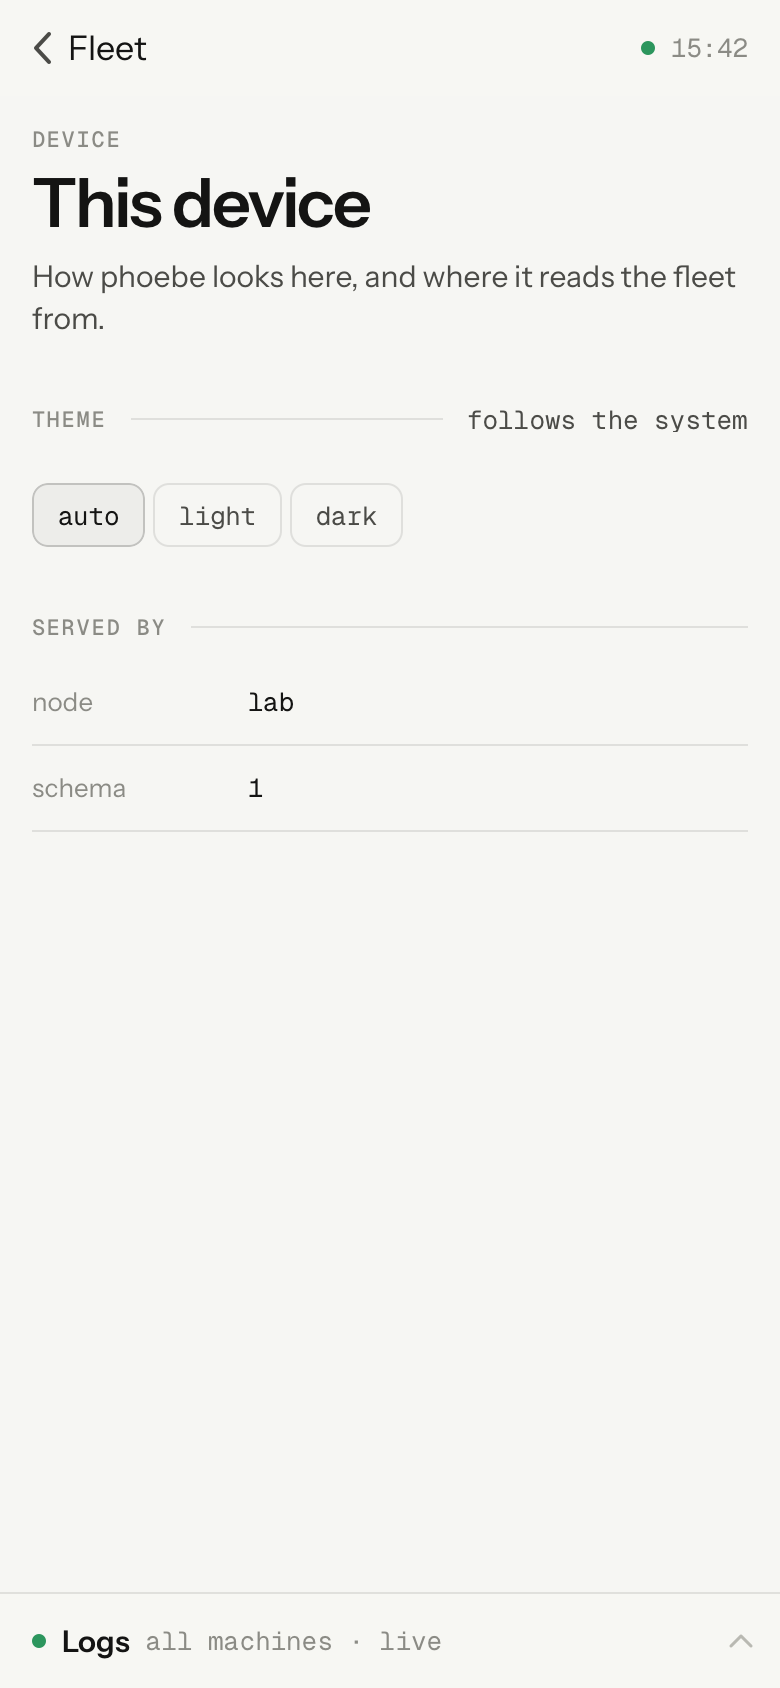 Fleet
15:42
DEVICE
This device
How phoebe looks here, and where it reads the fleet
from.
THEME
follows the system
auto light dark
SERVED BY
node lab
schema 1
Logs all machines · live